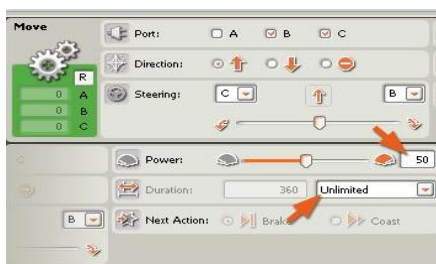 Move
Port: A B C
R
Direction:
0 A
Steering: C B
0 B
0 C
C
Power: 50
Duration: 360 Unlimited
B
Next Action: Brake Coast